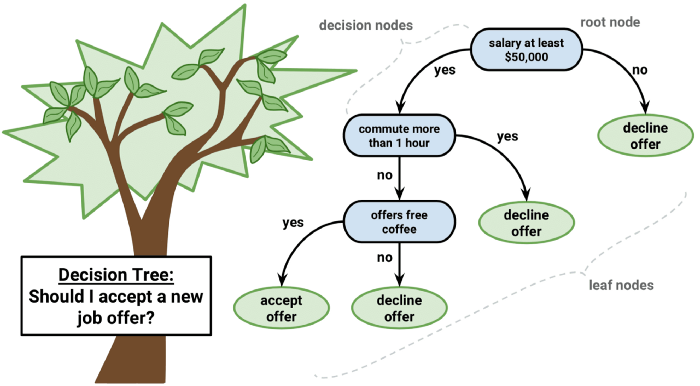 decision nodes
root node
salary at least
$50,000
yes
no
commute more
than 1 hour
decline
offer
yes
no
offers free
coffee
decline
offer
yes
no
leaf nodes
accept
offer
decline
offer
Decision Tree:
Should I accept a new
job offer?